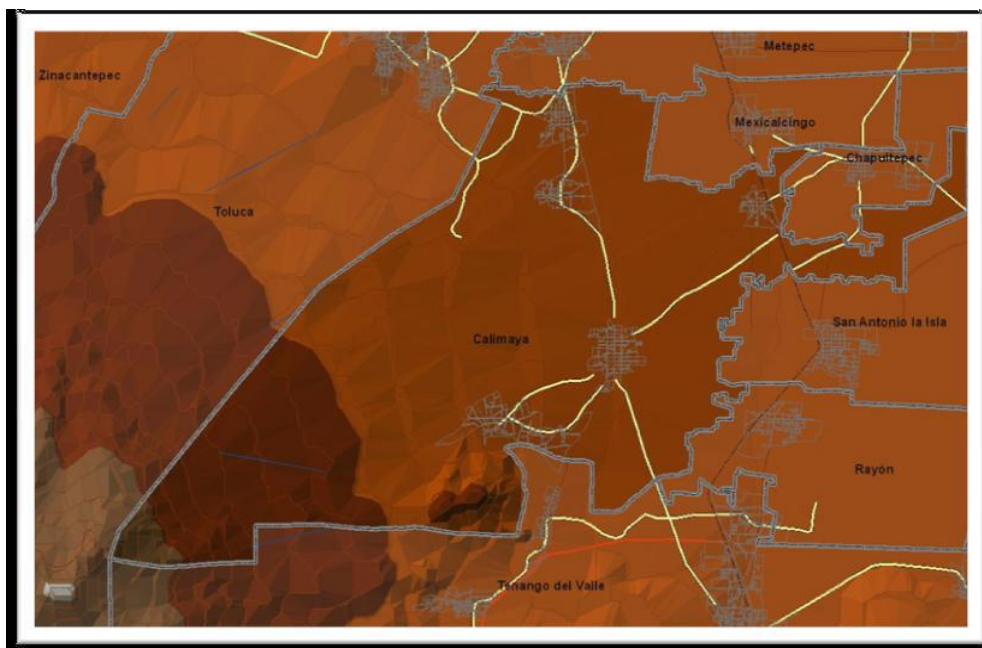 Metepec
Zinacantepec
Mexicalcingo
Chapultepec
Toluca
San Antonio la Isla
Calimaya
Rayón
Tenango del Valle